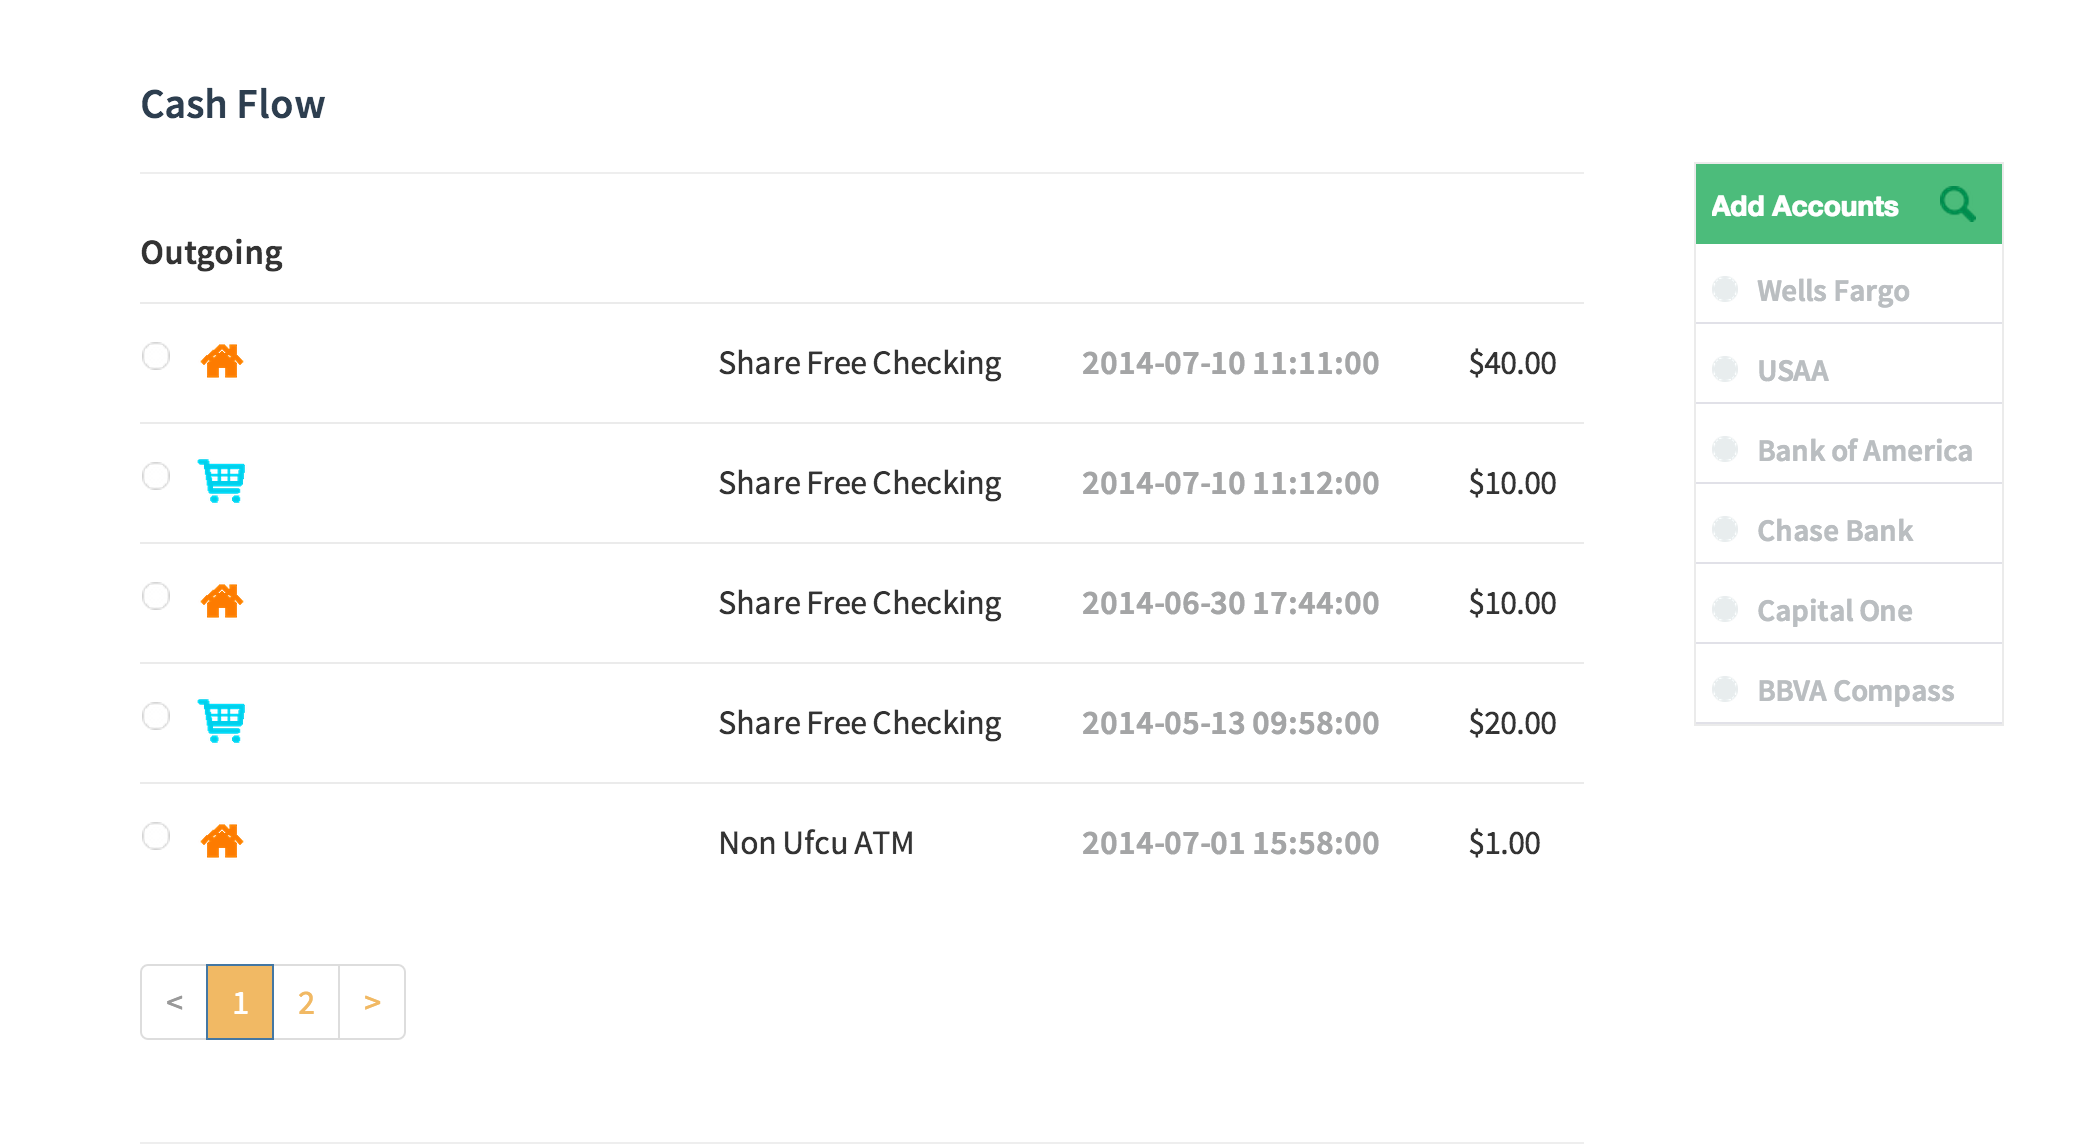 Cash Flow
Outgoing
Share Free Checking 2014-07-10 11:11:00 $40.00
Share Free Checking 2014-07-10 11:12:00 $10.00
Share Free Checking 2014-06-30 17:44:00 $10.00
Share Free Checking 2014-05-13 09:58:00 $20.00
Non Ufcu ATM 2014-07-01 15:58:00 $1.00
< 1 2 >
Add Accounts
Wells Fargo
USAA
Bank of America
Chase Bank
Capital One
BBVA Compass